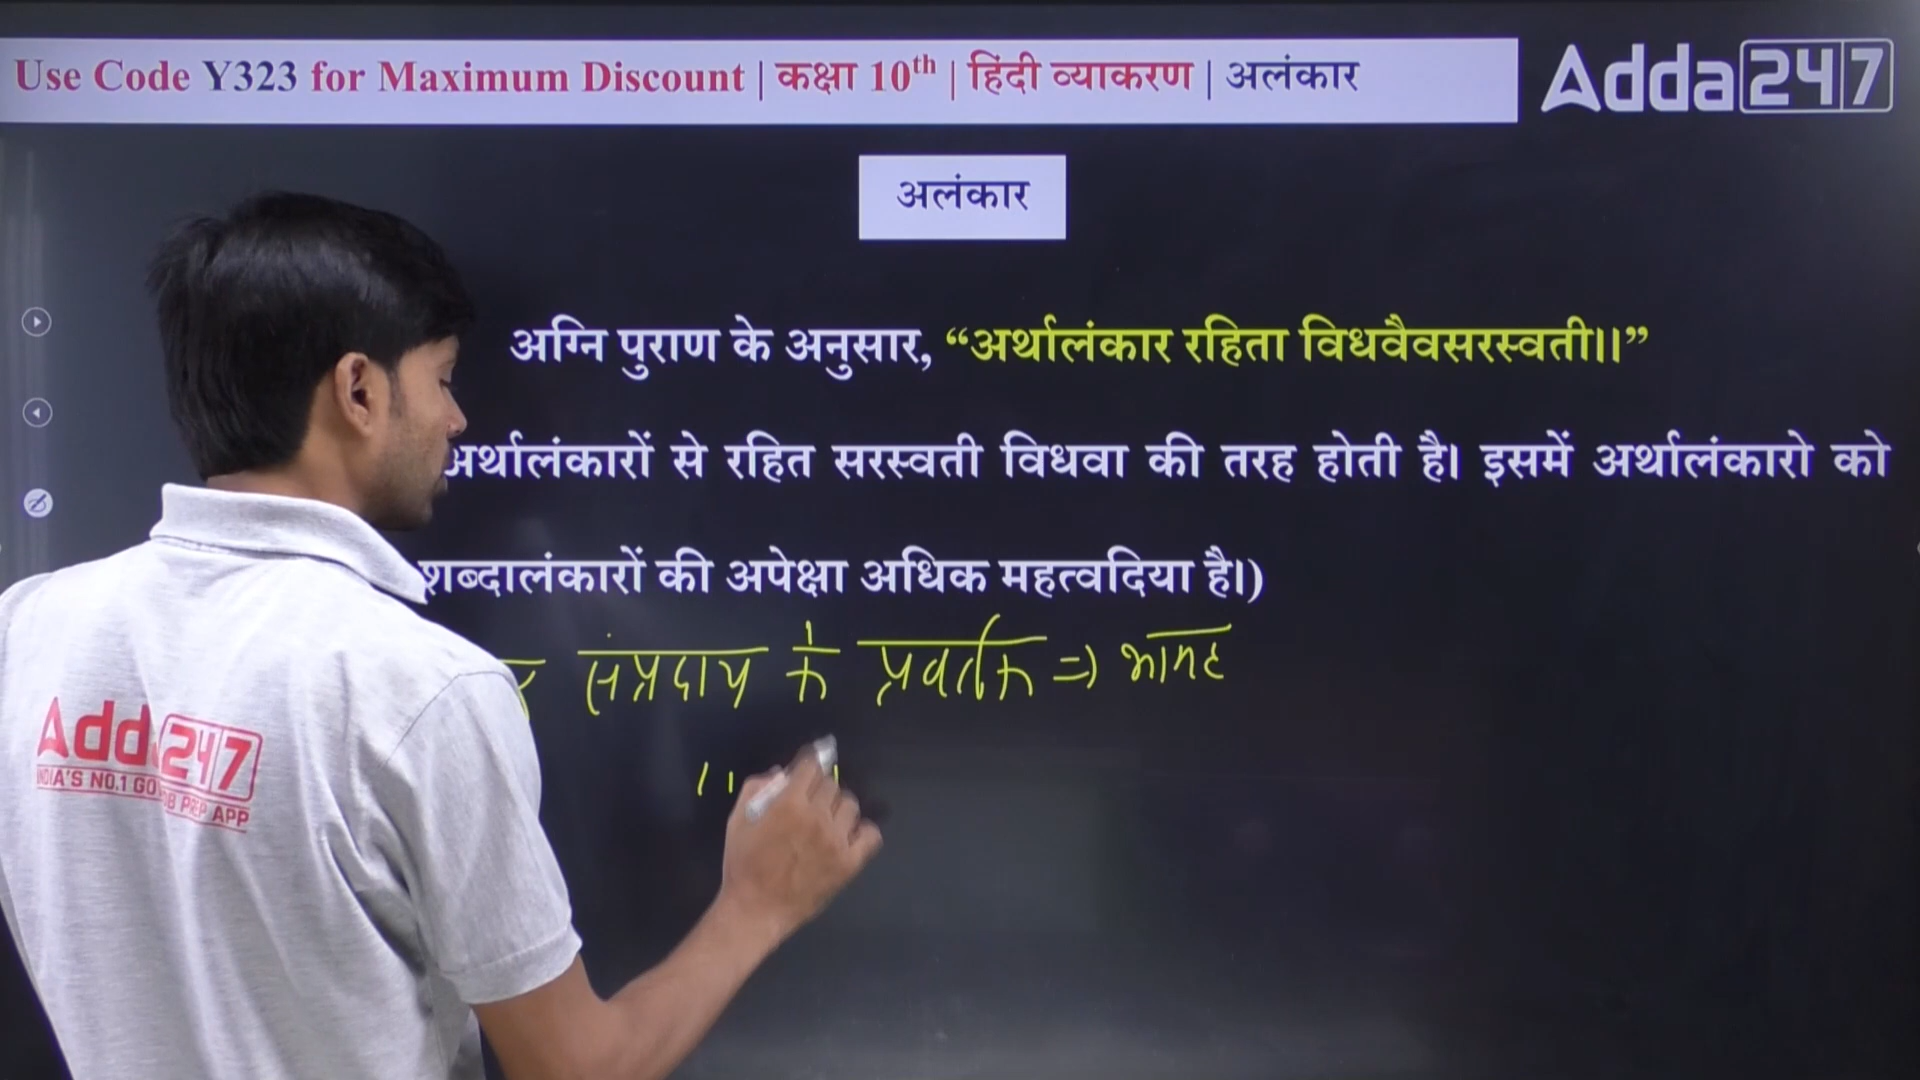 Use Code Y323 for Maximum Discount | कक्षा 10th | हिंदी व्याकरण | अलंकार
Adda247
अलंकार
अग्नि पुराण के अनुसार, “अर्थालंकार रहिता विधवैवसरस्वती।।”
अर्थालंकारों से रहित सरस्वती विधवा की तरह होती है। इसमें अर्थालंकारो को
शब्दालंकारों की अपेक्षा अधिक महत्वदिया है।)
संप्रदाय के प्रवर्तक => भामह
Adda247
INDIA'S NO.1 GO JOB PREP APP